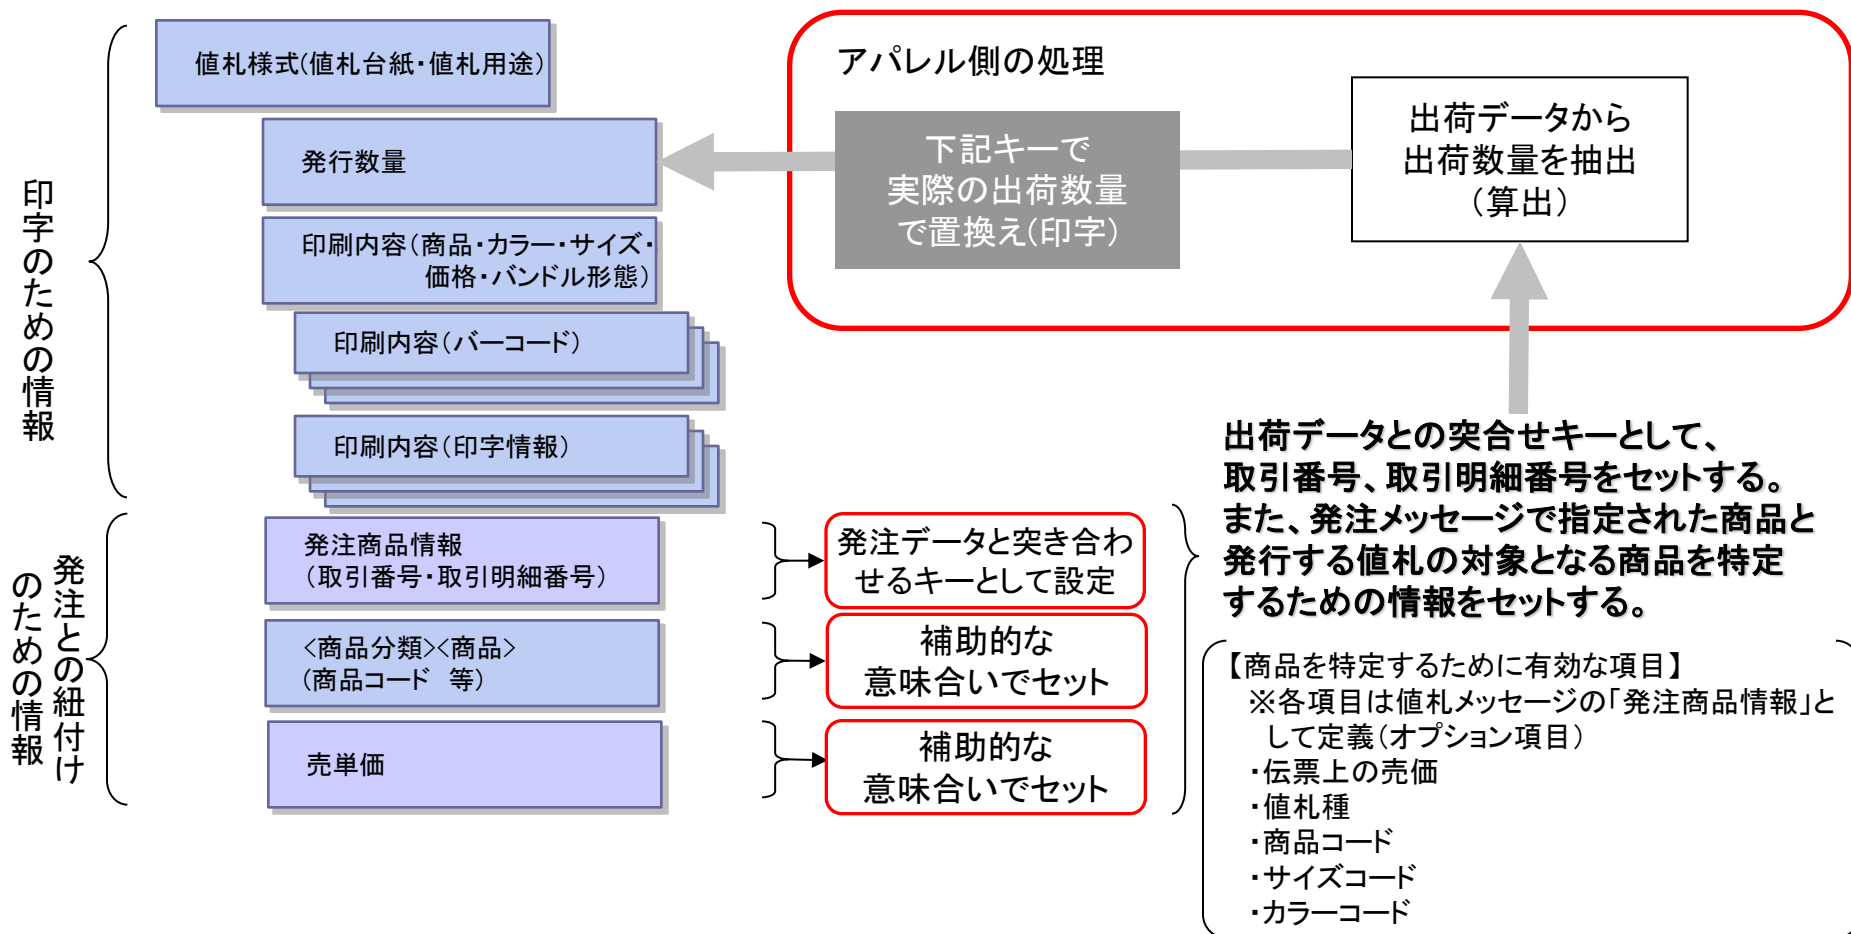 印字のための情報
値札様式(値札台紙・値札用途)
発行数量
印刷内容(商品・カラー・サイズ・
価格・バンドル形態)
印刷内容(バーコード)
印刷内容(印字情報)
アパレル側の処理
下記キーで
実際の出荷数量
で置換え(印字)
出荷データから
出荷数量を抽出
(算出)
発注との紐付け
のための情報
発注商品情報
(取引番号・取引明細番号)
<商品分類><商品>
(商品コード 等)
売単価
発注データと突き合わ
せるキーとして設定
補助的な
意味合いでセット
補助的な
意味合いでセット
出荷データとの突合せキーとして、
取引番号、取引明細番号をセットする。
また、発注メッセージで指定された商品と
発行する値札の対象となる商品を特定
するための情報をセットする。
【商品を特定するために有効な項目】
※各項目は値札メッセージの「発注商品情報」と
して定義(オプション項目)
・伝票上の売価
・値札種
・商品コード
・サイズコード
・カラーコード